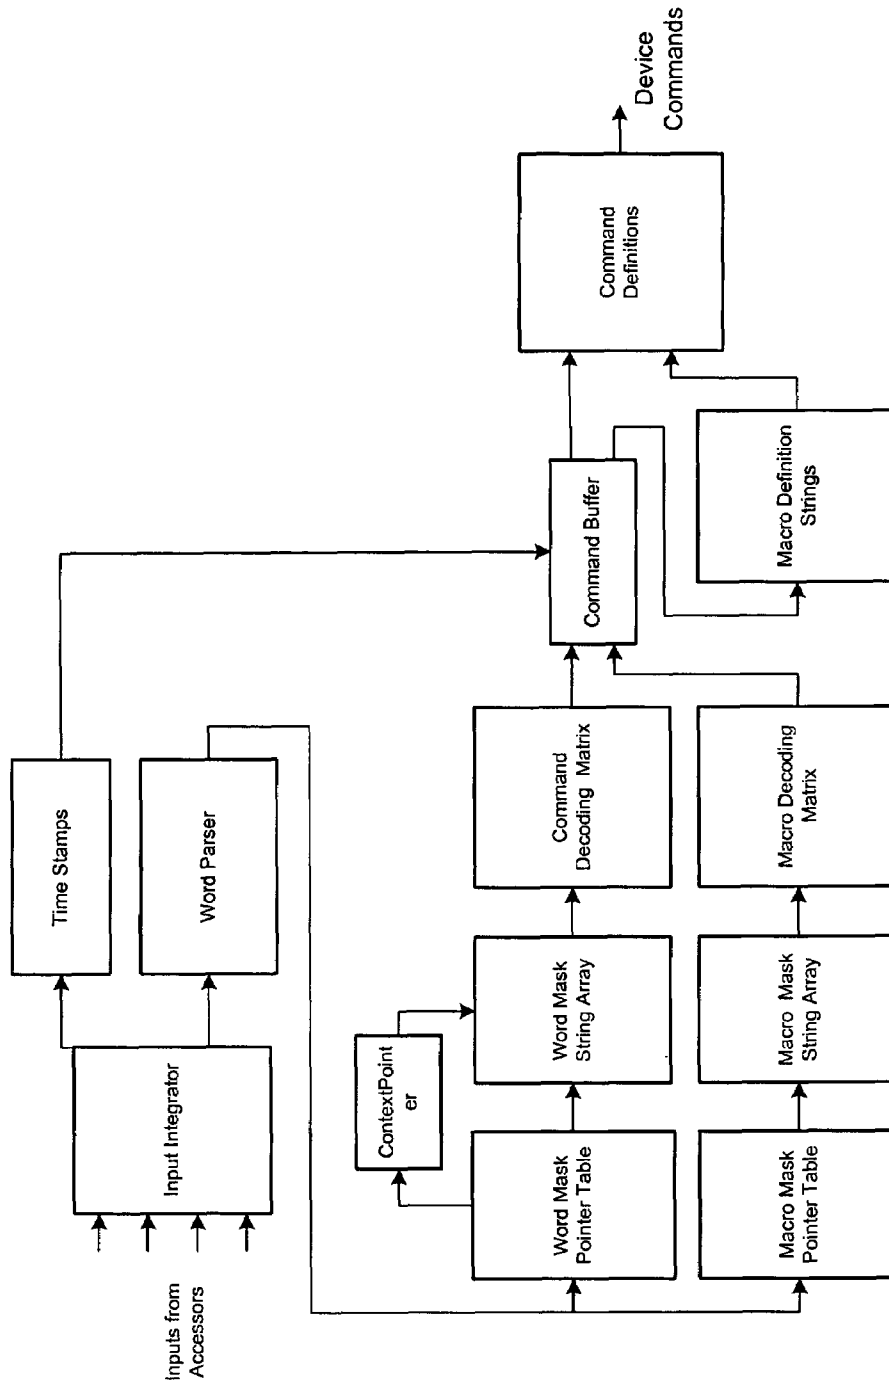 Inputs from
Accessors
Input Integrator
Time Stamps
Word Parser
ContextPoint
er
Word Mask
Pointer Table
Word Mask
String Array
Command
Decoding Matrix
Command Buffer
Command
Definitions
Device
Commands
Macro Mask
Pointer Table
Macro Mask
String Array
Macro Decoding
Matrix
Macro Definition
Strings